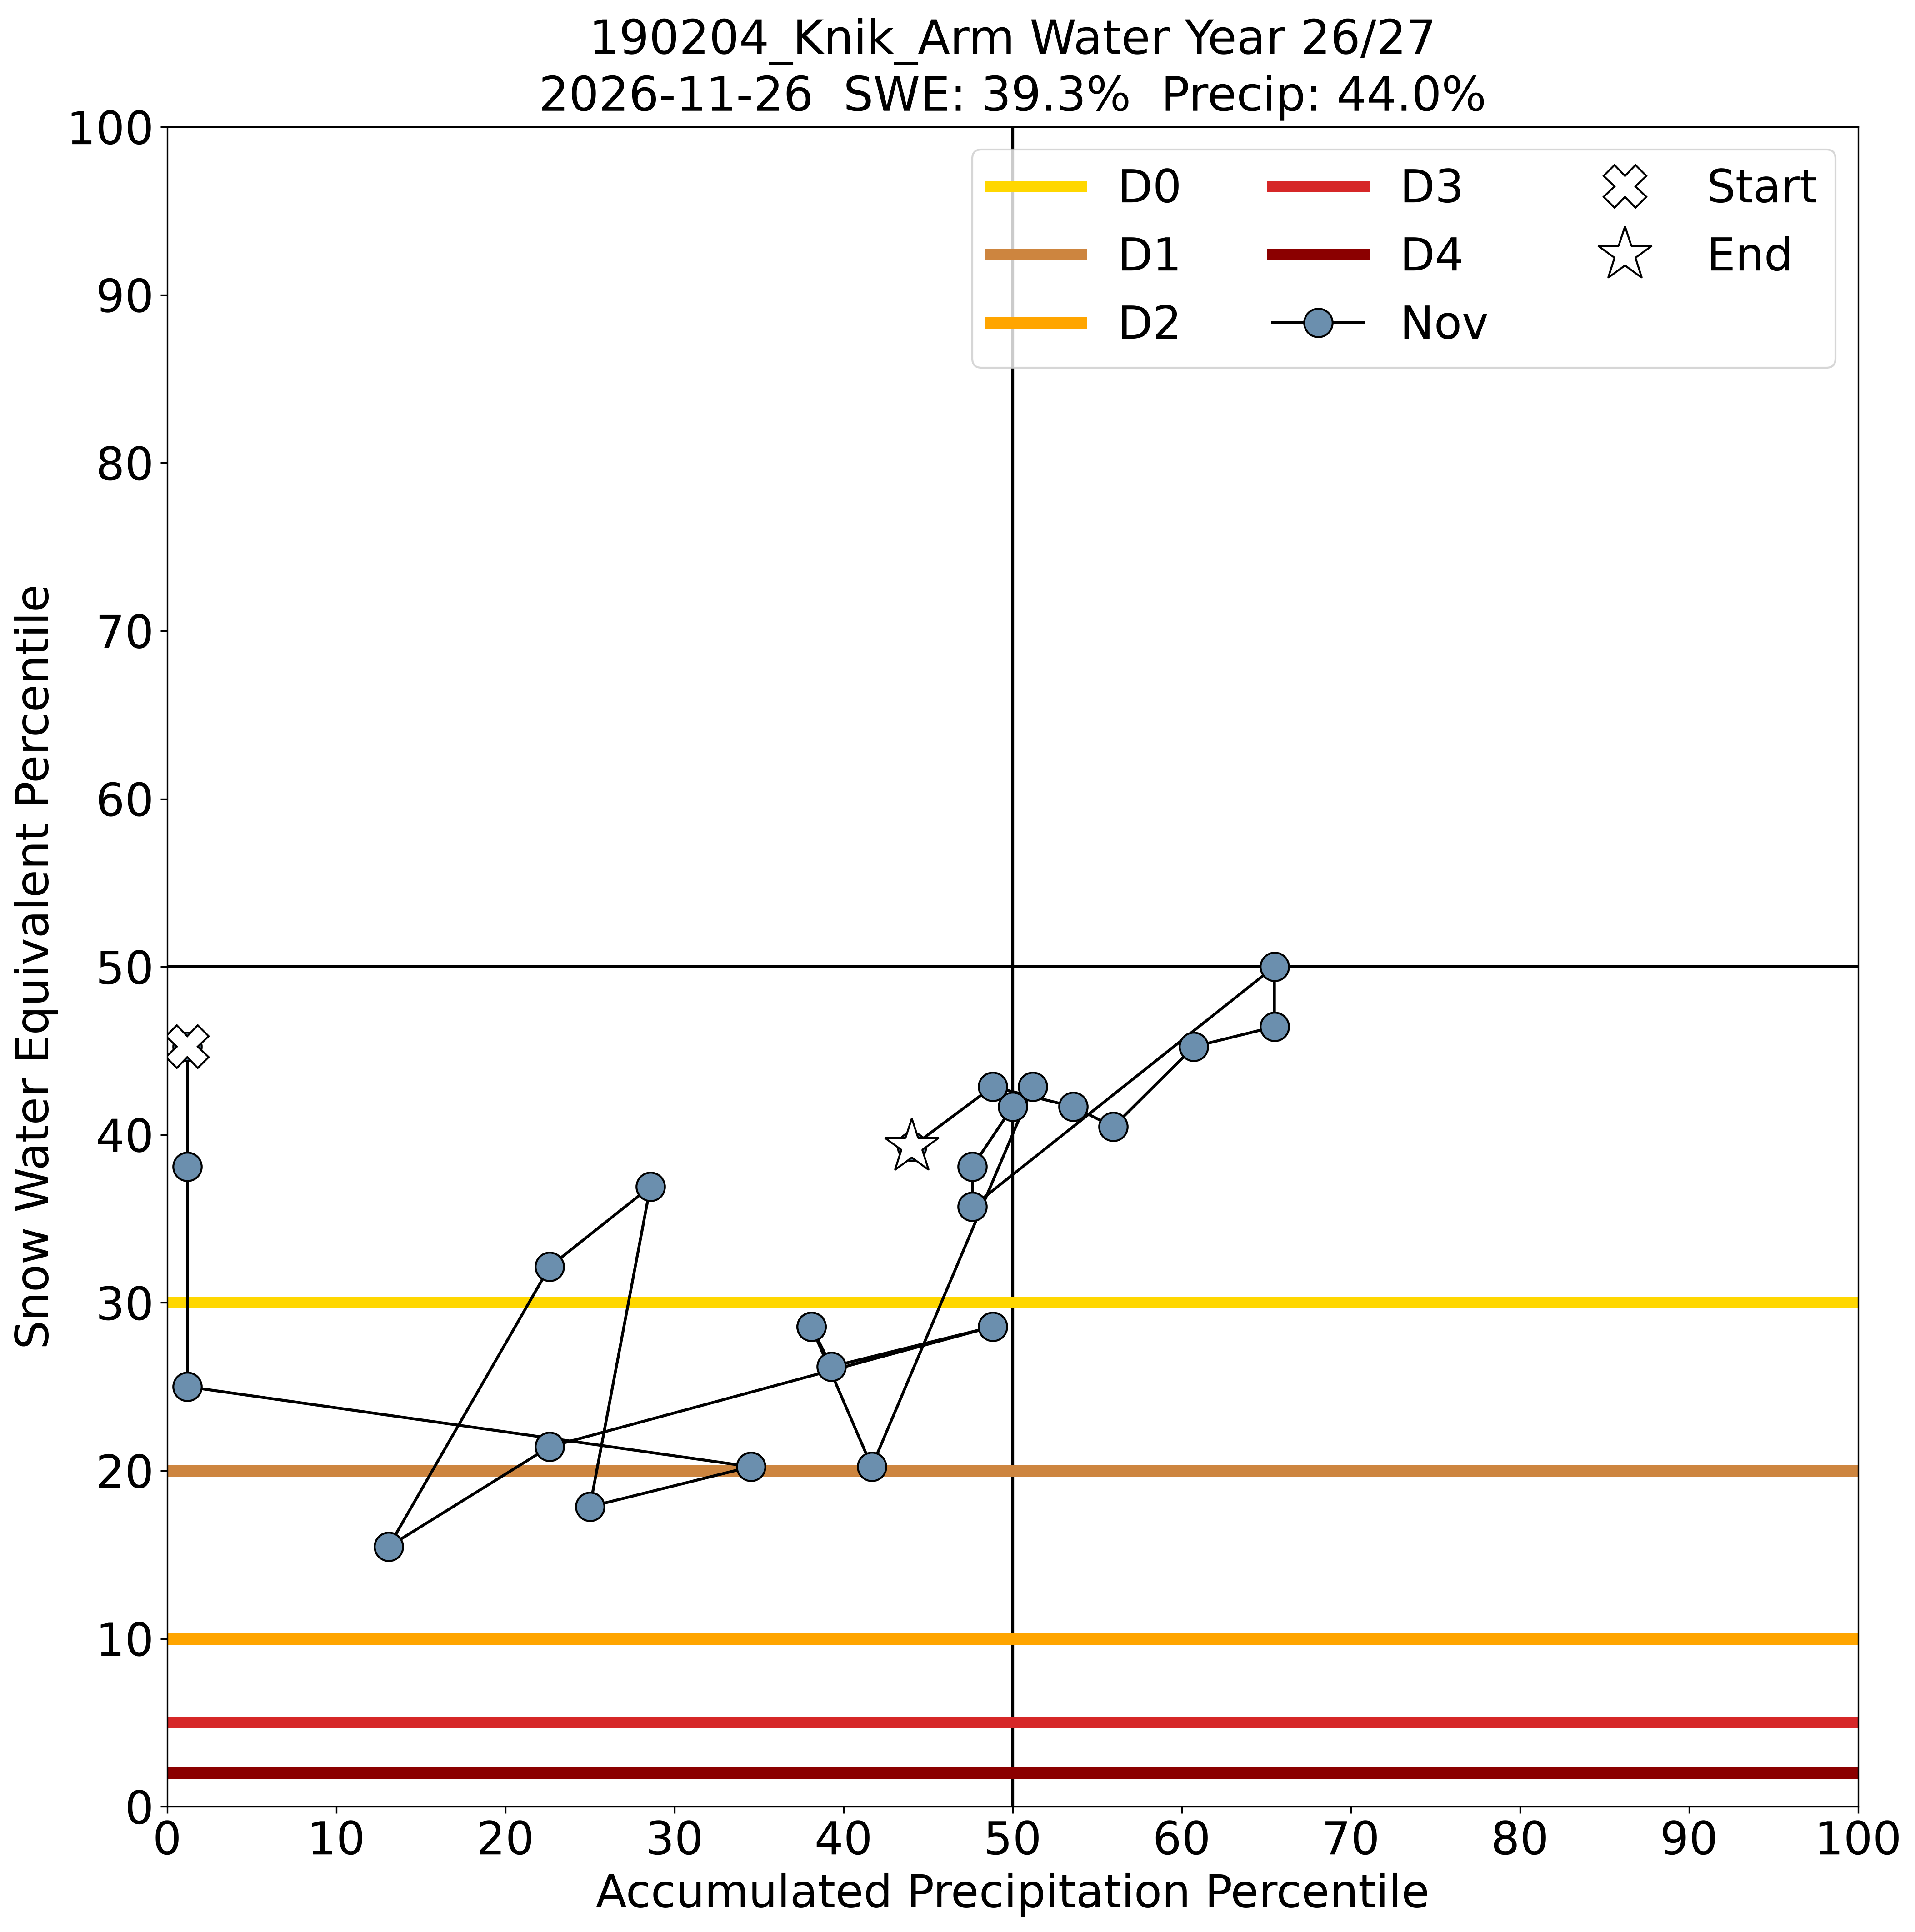 190204_Knik_Arm Water Year 26/27
2026-11-26  SWE: 39.3%  Precip: 44.0%
100
90
80
70
60
50
40
30
20
10
0
Snow Water Equivalent Percentile
D0
D1
D2
D3
D4
Nov
Start
End
0 10 20 30 40 50 60 70 80 90 100
Accumulated Precipitation Percentile